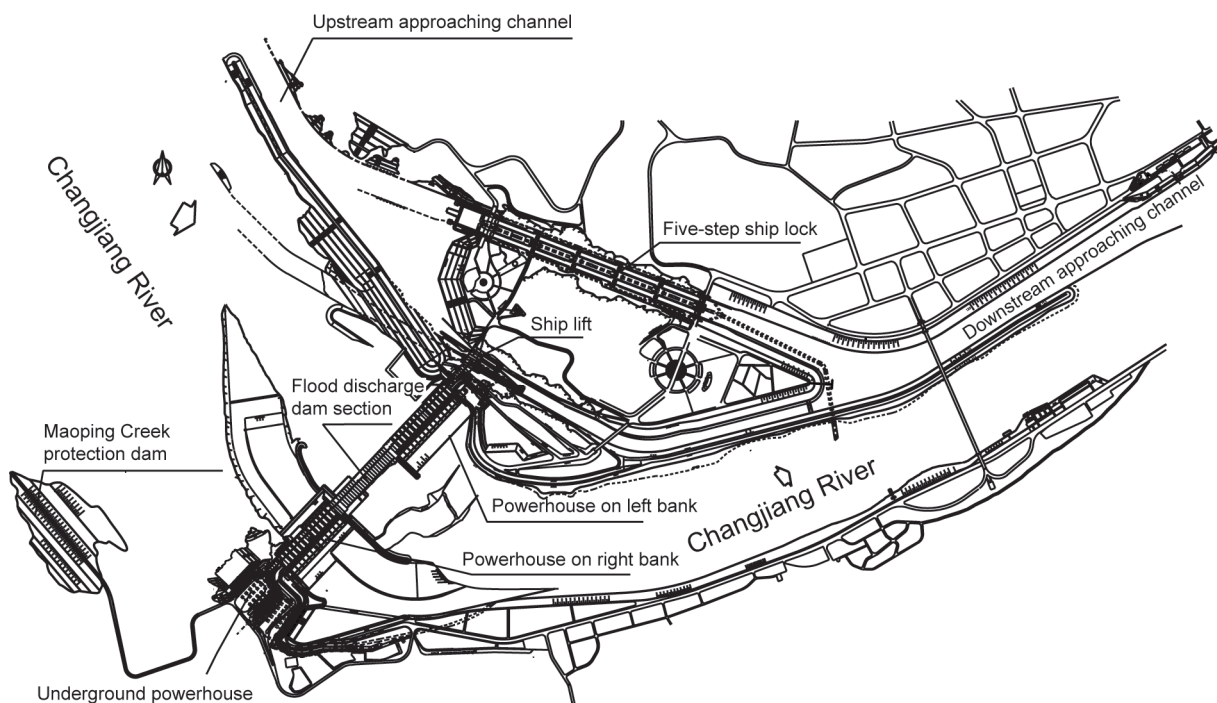 Upstream approaching channel
Changjiang River
Five-step ship lock
Downstream approaching channel
Ship lift
Flood discharge
dam section
Maoping Creek
protection dam
Changjiang River
Powerhouse on left bank
Powerhouse on right bank
Underground powerhouse